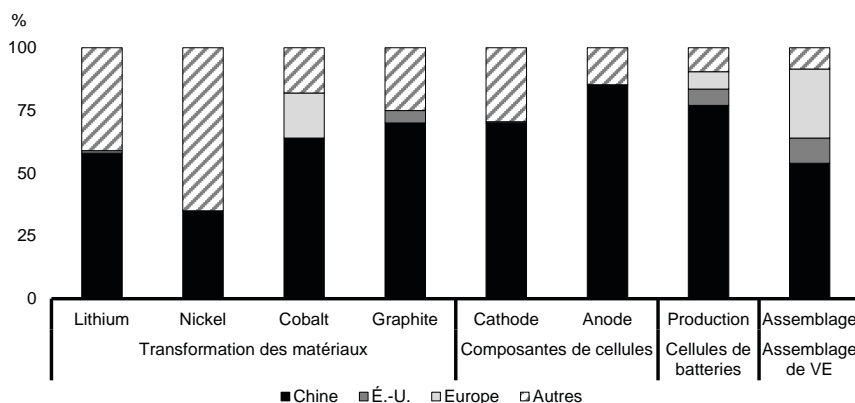 %
100
75
50
25
0
Lithium Nickel Cobalt Graphite Cathode Anode Production Assemblage
Transformation des matériaux Composantes de cellules Cellules de batteries Assemblage de VE
Chine É.-U. Europe Autres